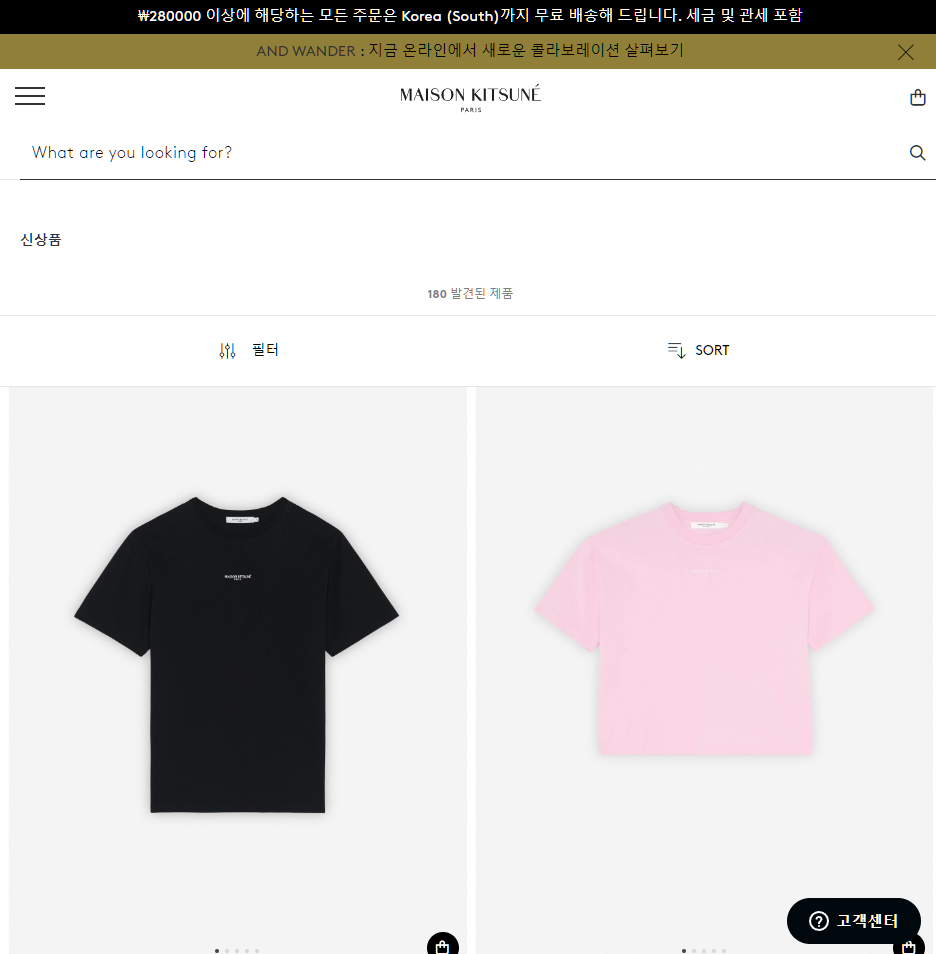 ₩280000 이상에 해당하는 모든 주문은 Korea (South)까지 무료 배송해 드립니다. 세금 및 관세 포함
AND WANDER : 지금 온라인에서 새로운 콜라보레이션 살펴보기
MAISON KITSUNÉ
PARIS
What are you looking for?
신상품
180 발견된 제품
필터
SORT
MAISON KITSUNÉ
PARIS
고객센터